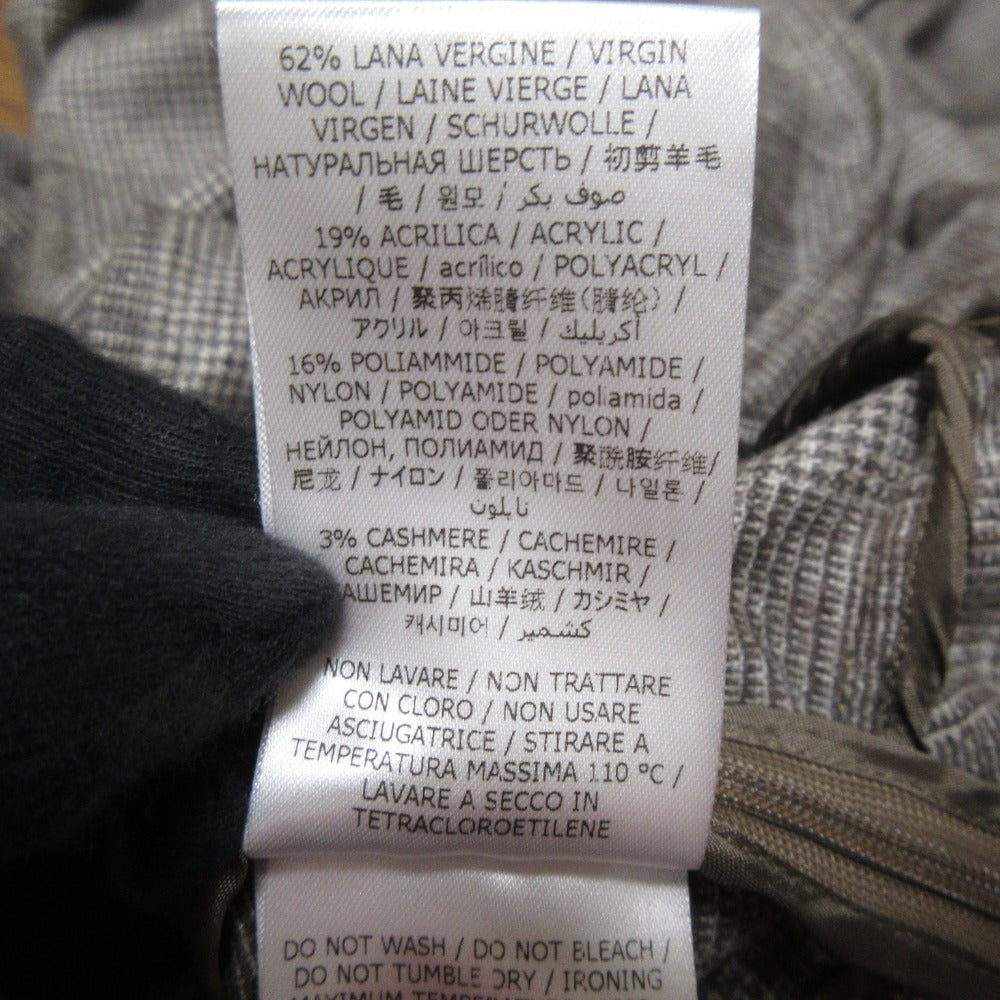 62% LANA VERGINE / VIRGIN
WOOL / LAINE VIERGE / LANA
VIRGEN / SCHURWOLLE /
НАТУРАЛЬНАЯ ШЕРСТЬ / 初剪羊毛
/ 毛 / 원모 / صوف بكر
19% ACRILICA / ACRYLIC /
ACRYLIQUE / acrílico / POLYACRYL /
АКРИЛ / 聚丙烯腈纤维(腈纶) /
アクリル / 아크릴 / أكريليك
16% POLIAMMIDE / POLYAMIDE /
NYLON / POLYAMIDE / poliamida /
POLYAMID ODER NYLON /
НЕЙЛОН, ПОЛИАМИД / 聚酰胺纤维/
尼龙 / ナイロン / 폴리아마드 / 나일론 /
نايلون
3% CASHMERE / CACHEMIRE /
CACHEMIRA / KASCHMIR /
АШЕМИР / 山羊绒 / カシミヤ /
캐시미어 / كشمير
NON LAVARE / NON TRATTARE
CON CLORO / NON USARE
ASCIUGATRICE / STIRARE A
TEMPERATURA MASSIMA 110 °C /
LAVARE A SECCO IN
TETRACLOROETILENE
DO NOT WASH / DO NOT BLEACH /
DO NOT TUMBLE DRY / IRONING